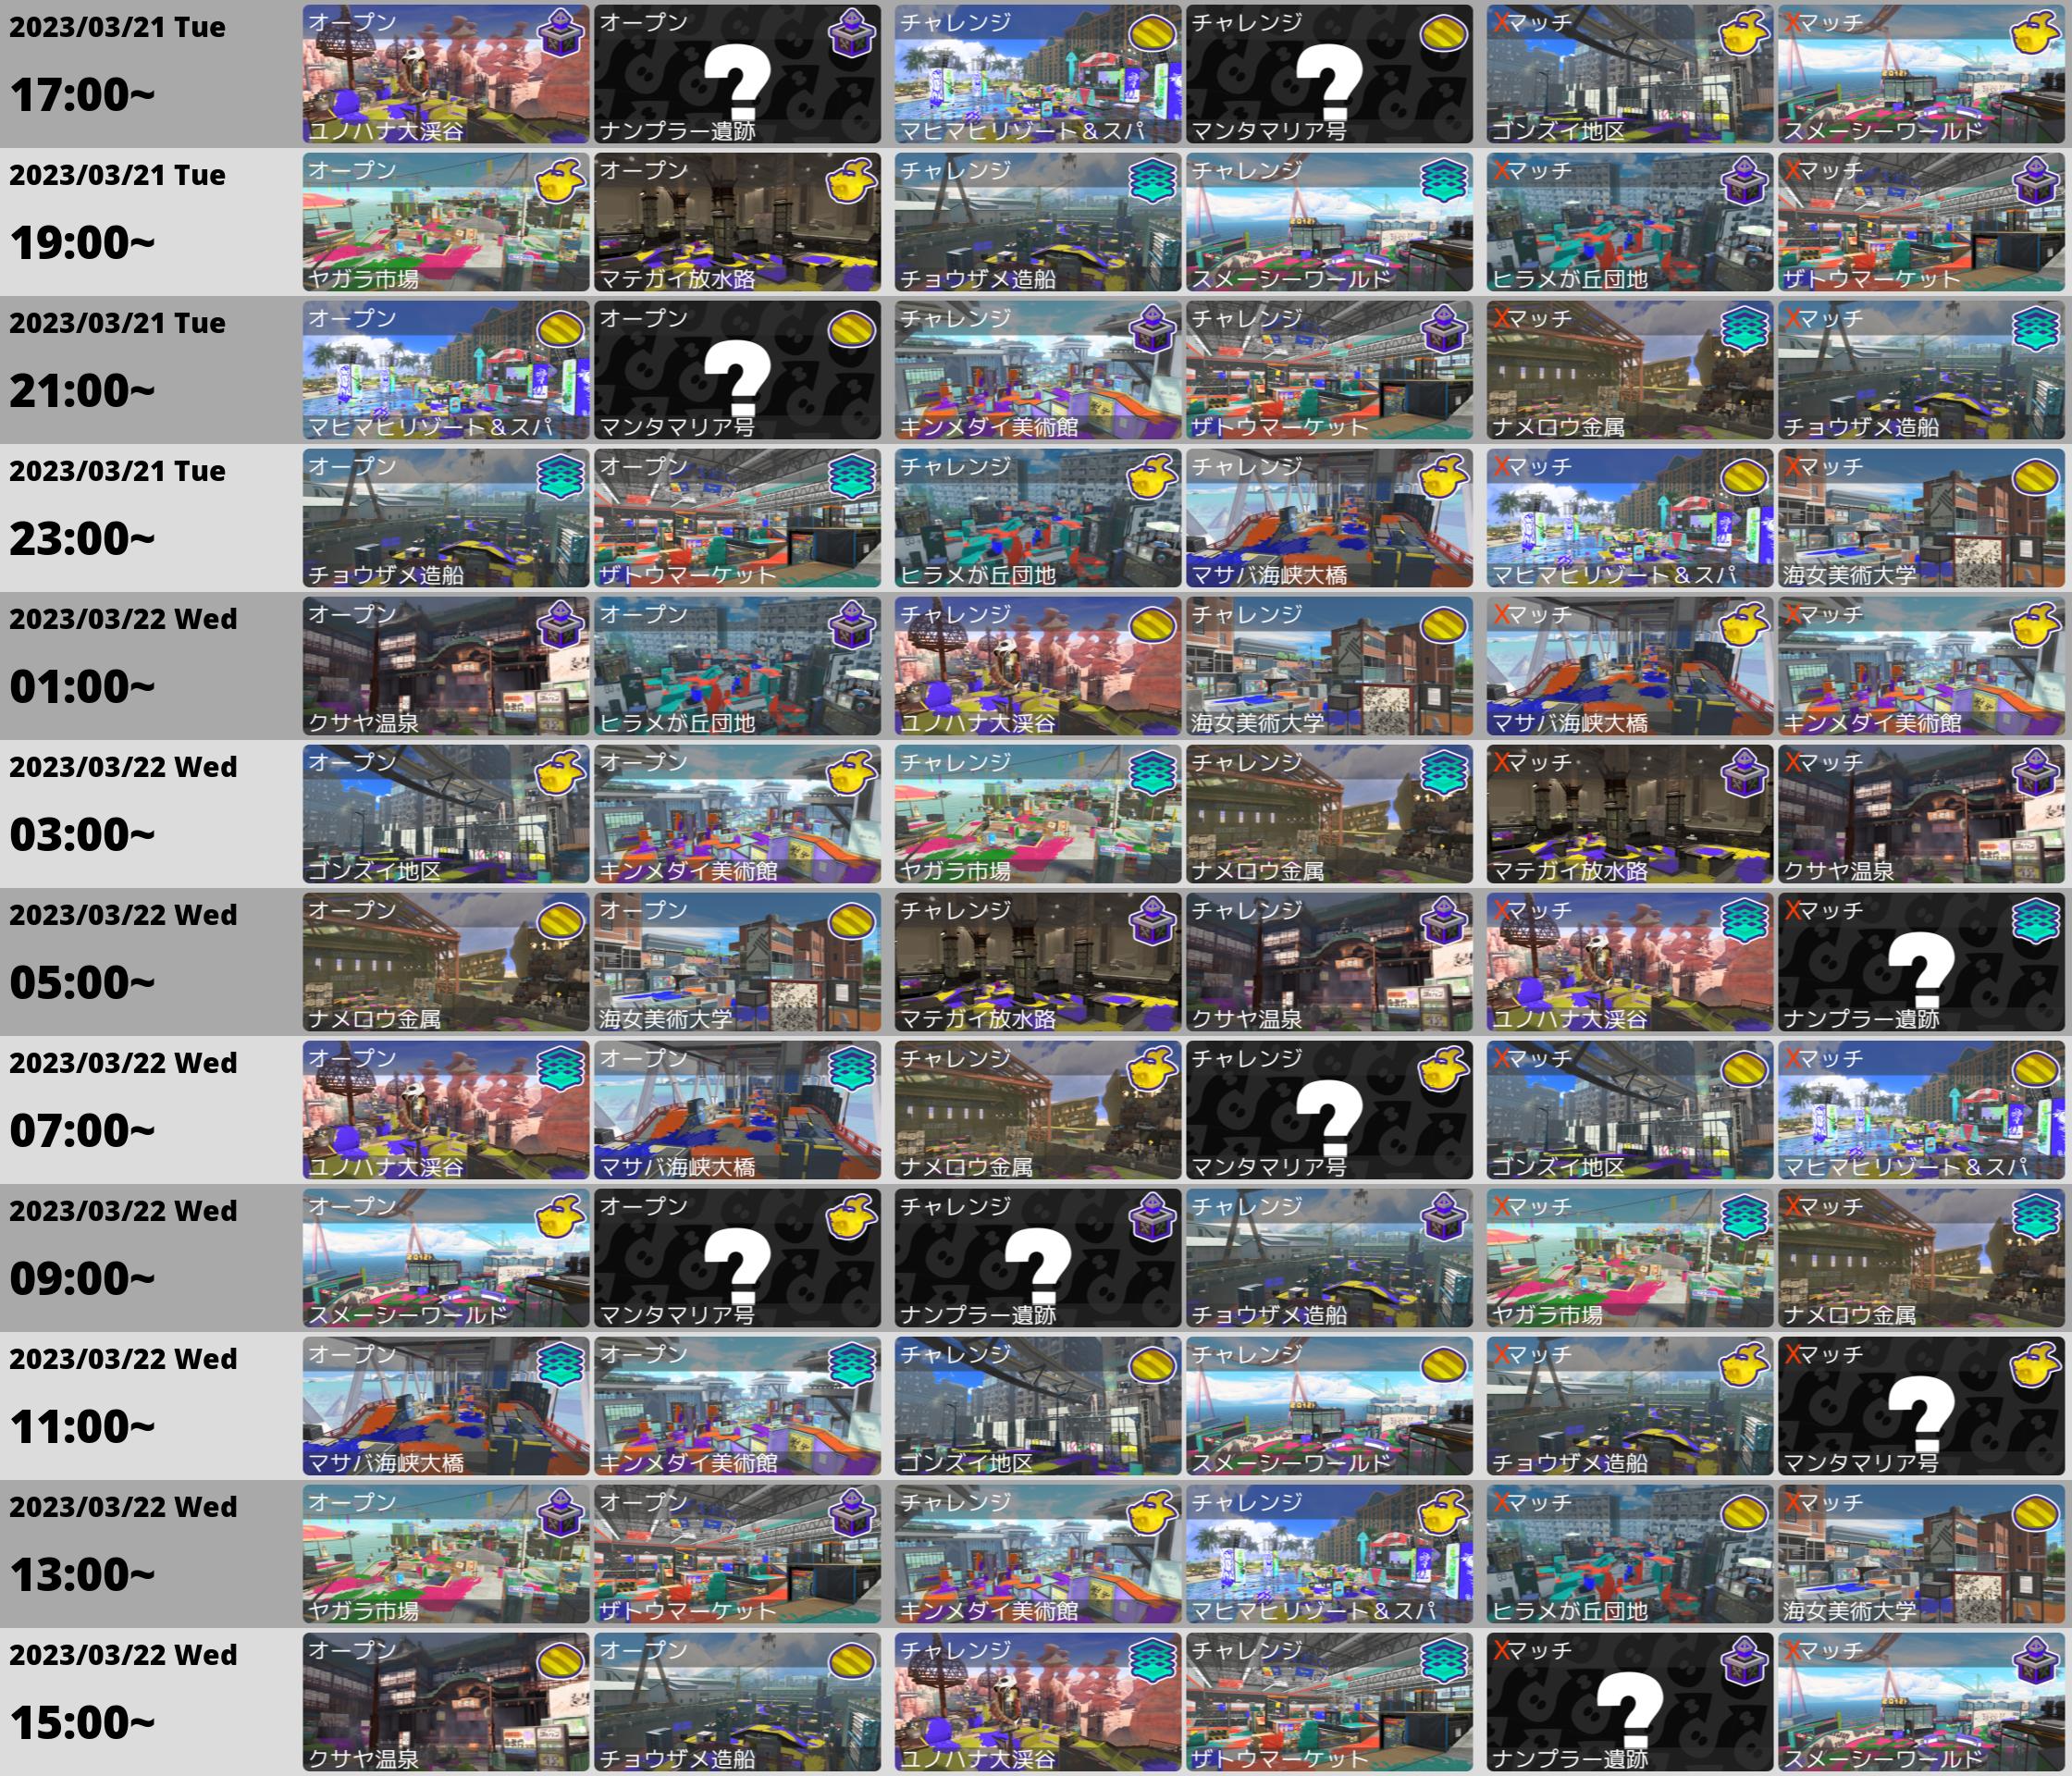 2023/03/21 Tue
17:00~
オープン オープン チャレンジ チャレンジ Xマッチ Xマッチ
ユノハナ大渓谷 ナンプラー遺跡 マヒマヒリゾート＆スパ マンタマリア号 ゴンズイ地区 スメーシーワールド
2023/03/21 Tue
19:00~
オープン オープン チャレンジ チャレンジ Xマッチ Xマッチ
ヤガラ市場 マテガイ放水路 チョウザメ造船 スメーシーワールド ヒラメが丘団地 ザトウマーケット
2023/03/21 Tue
21:00~
オープン オープン チャレンジ チャレンジ Xマッチ Xマッチ
マヒマヒリゾート＆スパ マンタマリア号 キンメダイ美術館 ザトウマーケット ナメロウ金属 チョウザメ造船
2023/03/21 Tue
23:00~
オープン オープン チャレンジ チャレンジ Xマッチ Xマッチ
チョウザメ造船 ザトウマーケット ヒラメが丘団地 マサバ海峡大橋 マヒマヒリゾート＆スパ 海女美術大学
2023/03/22 Wed
01:00~
オープン オープン チャレンジ チャレンジ Xマッチ Xマッチ
クサヤ温泉 ヒラメが丘団地 ユノハナ大渓谷 海女美術大学 マサバ海峡大橋 キンメダイ美術館
2023/03/22 Wed
03:00~
オープン オープン チャレンジ チャレンジ Xマッチ Xマッチ
ゴンズイ地区 キンメダイ美術館 ヤガラ市場 ナメロウ金属 マテガイ放水路 クサヤ温泉
2023/03/22 Wed
05:00~
オープン オープン チャレンジ チャレンジ Xマッチ Xマッチ
ナメロウ金属 海女美術大学 マテガイ放水路 クサヤ温泉 ユノハナ大渓谷 ナンプラー遺跡
2023/03/22 Wed
07:00~
オープン オープン チャレンジ チャレンジ Xマッチ Xマッチ
ユノハナ大渓谷 マサバ海峡大橋 ナメロウ金属 マンタマリア号 ゴンズイ地区 マヒマヒリゾート＆スパ
2023/03/22 Wed
09:00~
オープン オープン チャレンジ チャレンジ Xマッチ Xマッチ
スメーシーワールド マンタマリア号 ナンプラー遺跡 チョウザメ造船 ヤガラ市場 ナメロウ金属
2023/03/22 Wed
11:00~
オープン オープン チャレンジ チャレンジ Xマッチ Xマッチ
マサバ海峡大橋 キンメダイ美術館 ゴンズイ地区 スメーシーワールド チョウザメ造船 マンタマリア号
2023/03/22 Wed
13:00~
オープン オープン チャレンジ チャレンジ Xマッチ Xマッチ
ヤガラ市場 ザトウマーケット キンメダイ美術館 マヒマヒリゾート＆スパ ヒラメが丘団地 海女美術大学
2023/03/22 Wed
15:00~
オープン オープン チャレンジ チャレンジ Xマッチ Xマッチ
クサヤ温泉 チョウザメ造船 ユノハナ大渓谷 ザトウマーケット ナンプラー遺跡 スメーシーワールド